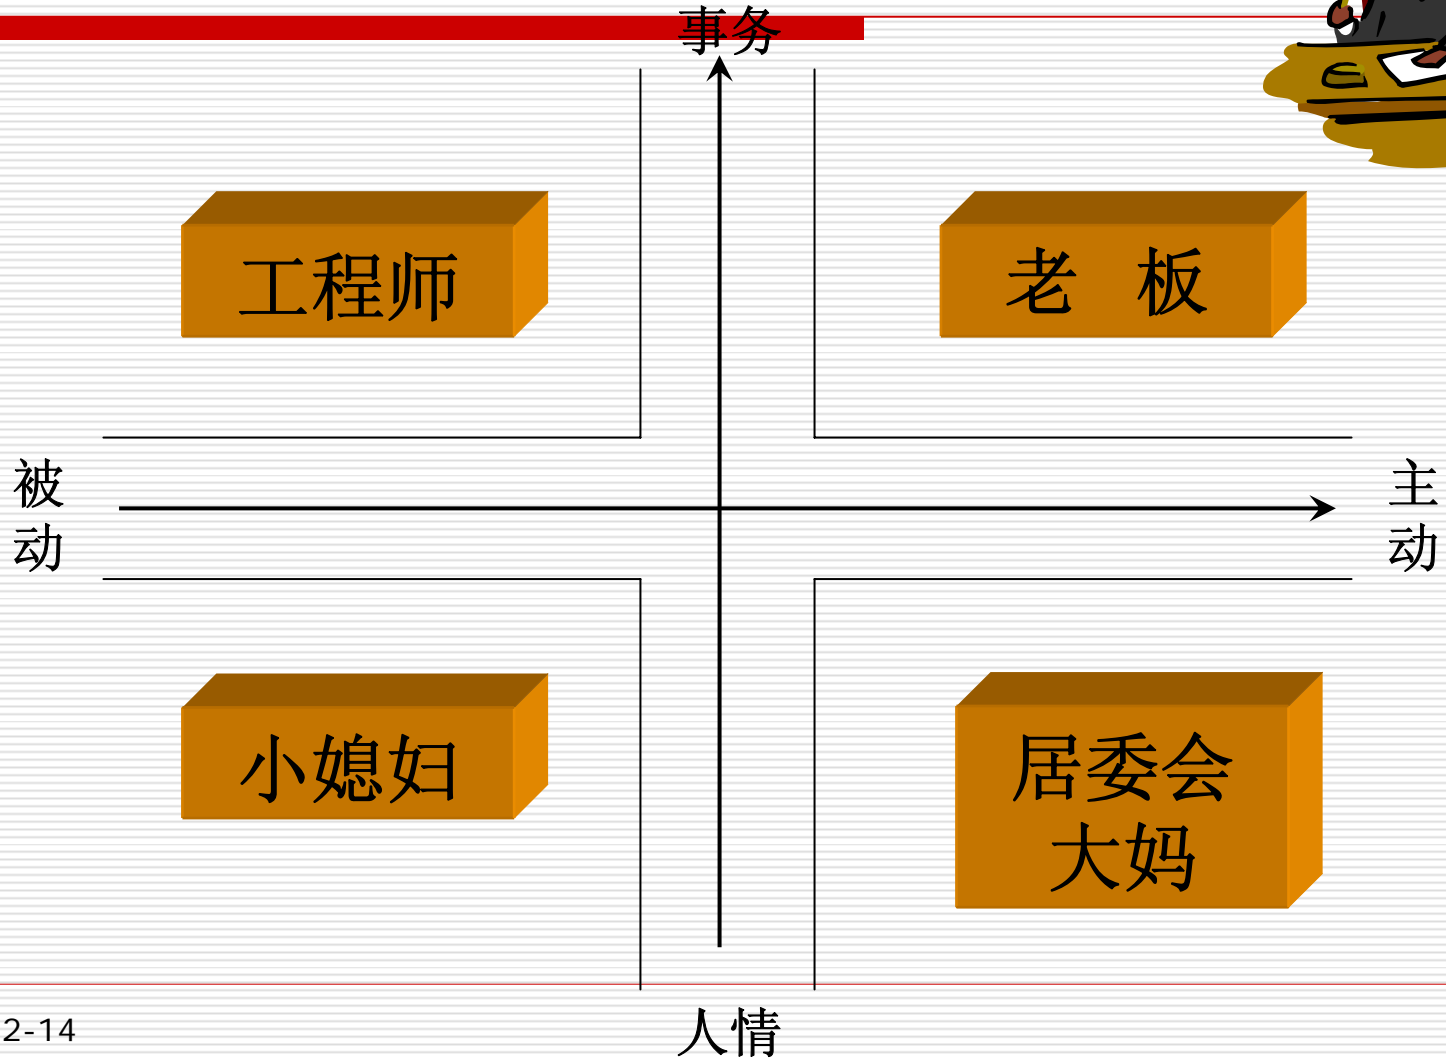 事务
工程师
老 板
被
动
主
动
小媳妇
居委会
大妈
2-14
人情